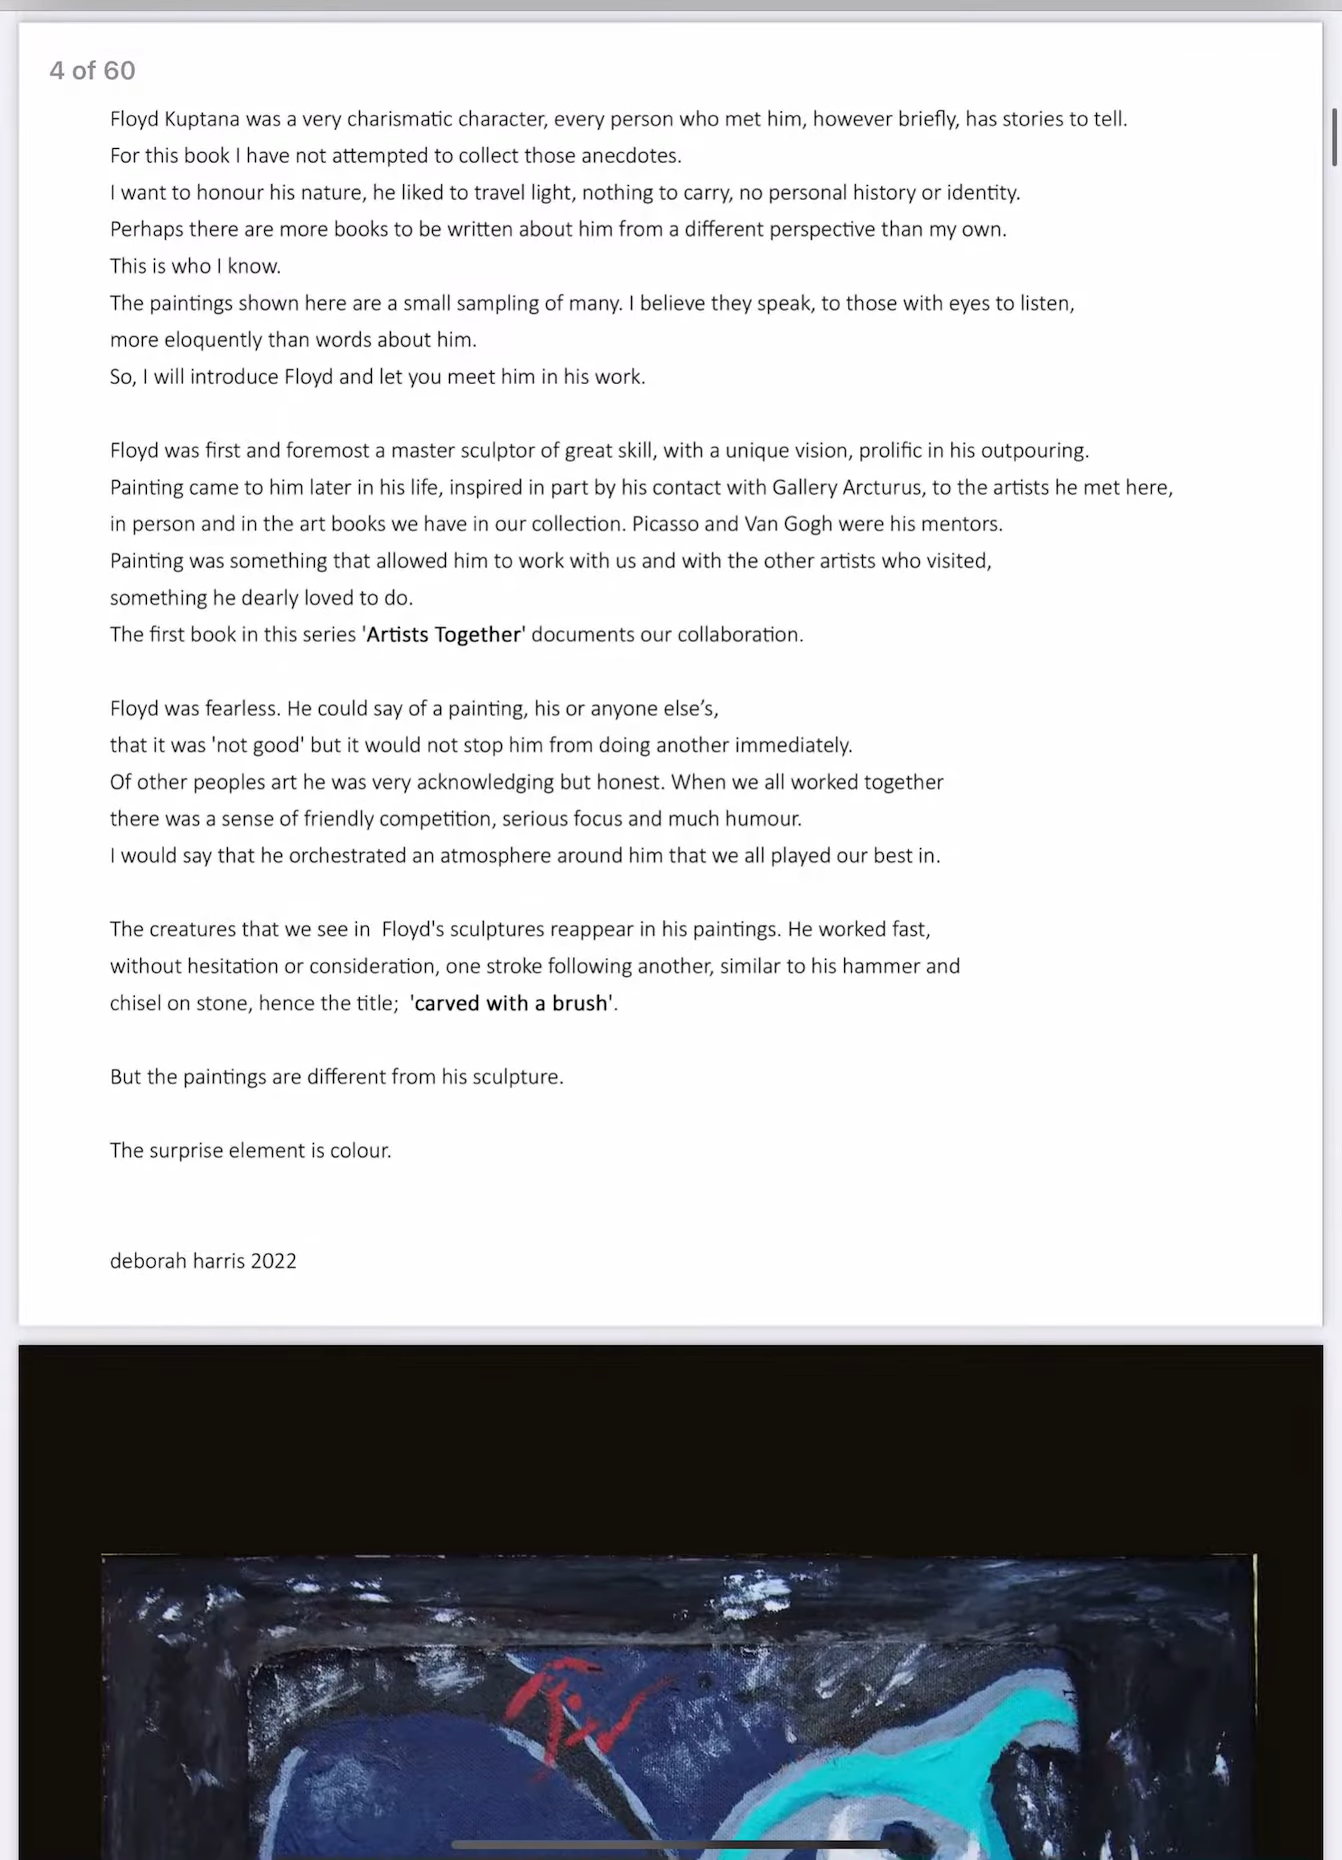 4 of 60
Floyd Kuptana was a very charismatic character, every person who met him, however briefly, has stories to tell.
For this book I have not attempted to collect those anecdotes.
I want to honour his nature, he liked to travel light, nothing to carry, no personal history or identity.
Perhaps there are more books to be written about him from a different perspective than my own.
This is who I know.
The paintings shown here are a small sampling of many. I believe they speak, to those with eyes to listen,
more eloquently than words about him.
So, I will introduce Floyd and let you meet him in his work.
Floyd was first and foremost a master sculptor of great skill, with a unique vision, prolific in his outpouring.
Painting came to him later in his life, inspired in part by his contact with Gallery Arcturus, to the artists he met here,
in person and in the art books we have in our collection. Picasso and Van Gogh were his mentors.
Painting was something that allowed him to work with us and with the other artists who visited,
something he dearly loved to do.
The first book in this series 'Artists Together' documents our collaboration.
Floyd was fearless. He could say of a painting, his or anyone else’s,
that it was 'not good' but it would not stop him from doing another immediately.
Of other peoples art he was very acknowledging but honest. When we all worked together
there was a sense of friendly competition, serious focus and much humour.
I would say that he orchestrated an atmosphere around him that we all played our best in.
The creatures that we see in  Floyd's sculptures reappear in his paintings. He worked fast,
without hesitation or consideration, one stroke following another, similar to his hammer and
chisel on stone, hence the title;  'carved with a brush'.
But the paintings are different from his sculpture.
The surprise element is colour.
deborah harris 2022